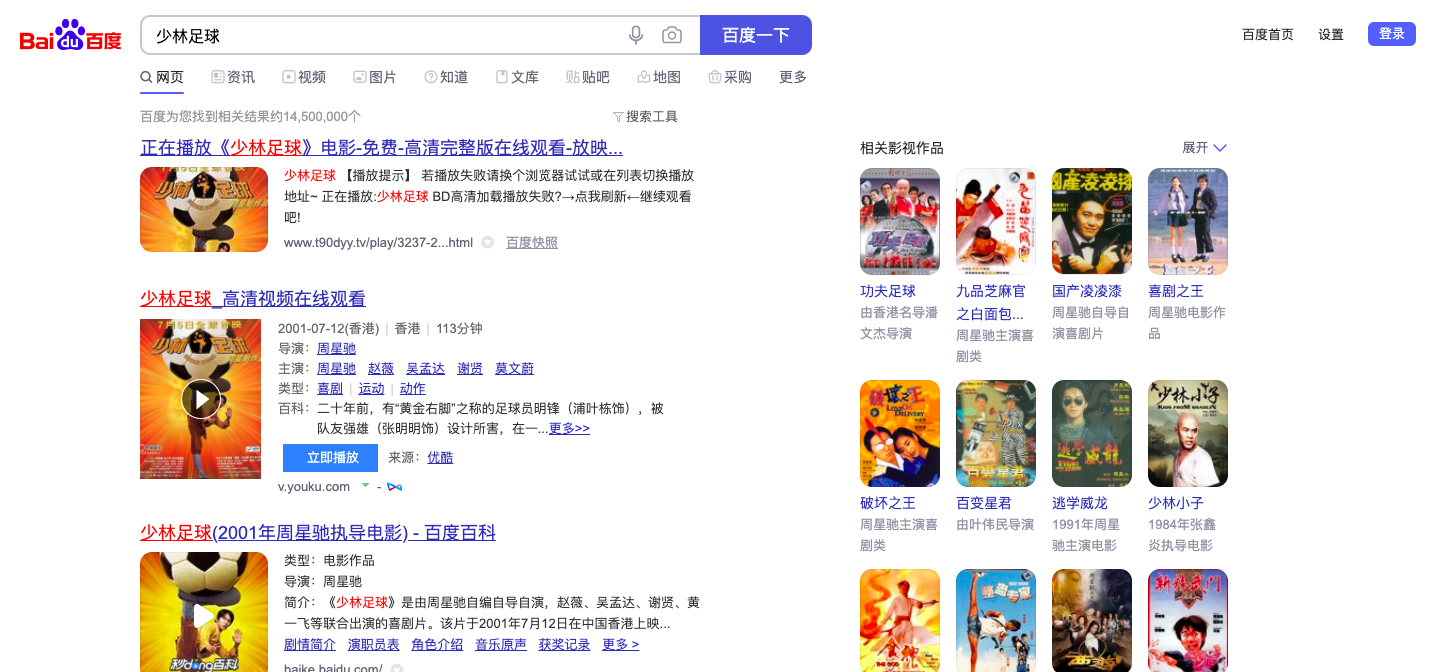 Bai du 百度
少林足球
百度一下
百度首页 设置 登录
网页 资讯 视频 图片 知道 文库 贴吧 地图 采购 更多
百度为您找到相关结果约14,500,000个
搜索工具
正在播放《少林足球》电影-免费-高清完整版在线观看-放映...
少林足球 【播放提示】 若播放失败请换个浏览器试试或在列表切换播放
地址~ 正在播放:少林足球 BD高清加载播放失败?→点我刷新←继续观看
吧!
www.t90dyy.tv/play/3237-2...html 百度快照
少林足球_高清视频在线观看
7月5日全球首映
2001-07-12(香港) | 香港 | 113分钟
导演： 周星驰
主演： 周星驰 赵薇 吴孟达 谢贤 莫文蔚
类型： 喜剧 | 运动 | 动作
百科： 二十年前，有“黄金右脚”之称的足球员明锋（浦叶栋饰），被
队友强雄（张明明饰）设计所害，在一...更多>>
立即播放 来源： 优酷
v.youku.com -
少林足球(2001年周星驰执导电影) - 百度百科
秒dong百科
类型：电影作品
导演：周星驰
简介：《少林足球》是由周星驰自编自导自演，赵薇、吴孟达、谢贤、黄
一飞等联合出演的喜剧片。该片于2001年7月12日在中国香港上映...
剧情简介 演职员表 角色介绍 音乐原声 获奖记录 更多 >
baike.baidu.com/
相关影视作品 展开
功夫足球
由香港名导潘
文杰导演
九品芝麻官
之白面包...
周星驰主演喜
剧类
国产凌凌漆
周星驰自导自
演喜剧片
喜剧之王
周星驰电影作
品
破坏之王
周星驰主演喜
剧类
百变星君
由叶伟民导演
逃学威龙
1991年周星
驰主演电影
少林小子
1984年张鑫
炎执导电影